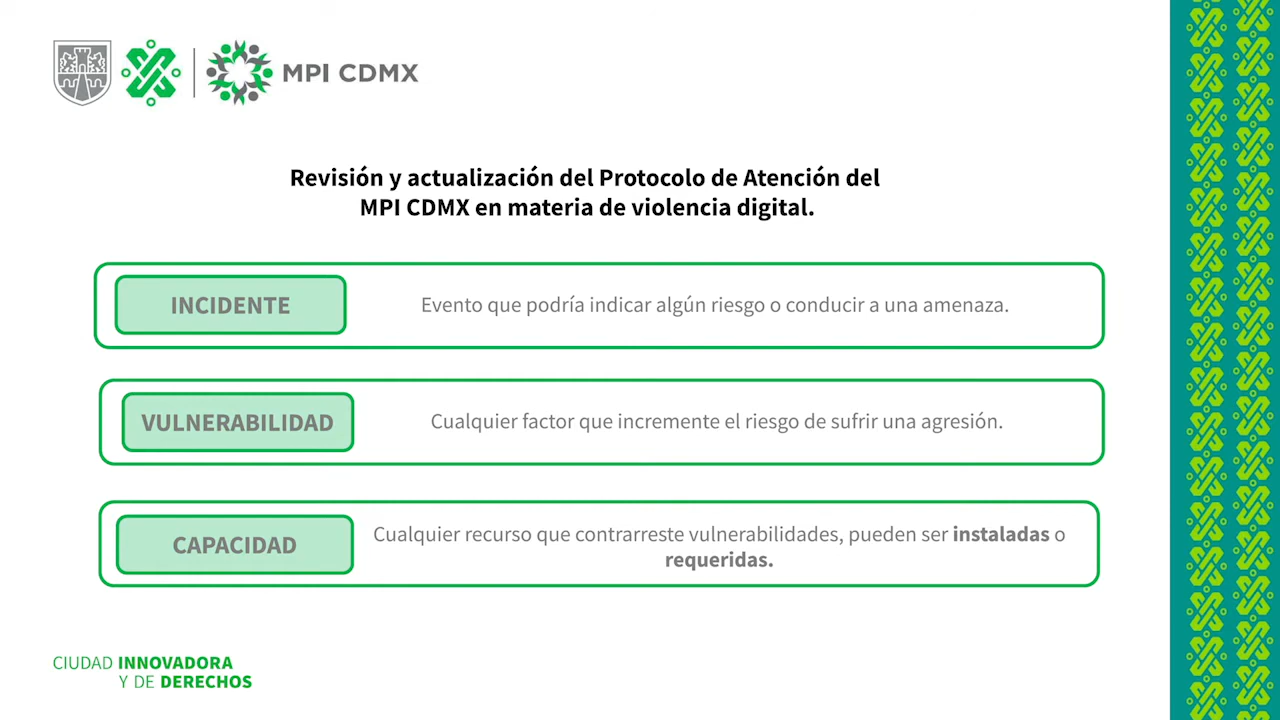 MPI CDMX
Revisión y actualización del Protocolo de Atención del
MPI CDMX en materia de violencia digital.
INCIDENTE
Evento que podría indicar algún riesgo o conducir a una amenaza.
VULNERABILIDAD
Cualquier factor que incremente el riesgo de sufrir una agresión.
CAPACIDAD
Cualquier recurso que contrarreste vulnerabilidades, pueden ser instaladas o
requeridas.
CIUDAD INNOVADORA
Y DE DERECHOS